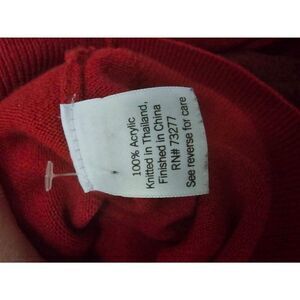 100% Acrylic
Knitted in Thailand,
Finished in China
RN# 73277
See reverse for care